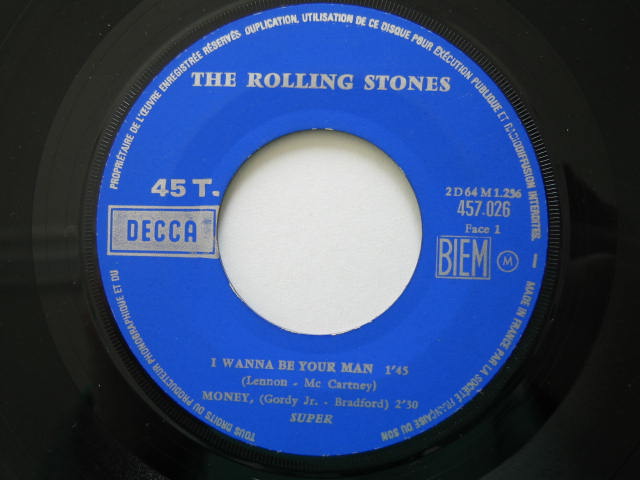 TOUS DROITS DU PRODUCTEUR PHONOGRAPHIQUE ET DU PROPRIÉTAIRE DE L'ŒUVRE ENREGISTRÉE RÉSERVÉS DUPLICATION, UTILISATION DE CE DISQUE POUR EXÉCUTION PUBLIQUE ET RADIODIFFUSION INTERDITES
THE ROLLING STONES
45 T.
2 D 64 M 1.256
457.026
Face 1
DECCA
BIEM
M
I WANNA BE YOUR MAN 1'45
(Lennon - Mc Cartney)
MONEY, (Gordy Jr. - Bradford) 2'30
SUPER
MADE IN FRANCE PAR LA SOCIÉTÉ FRANÇAISE DU SON